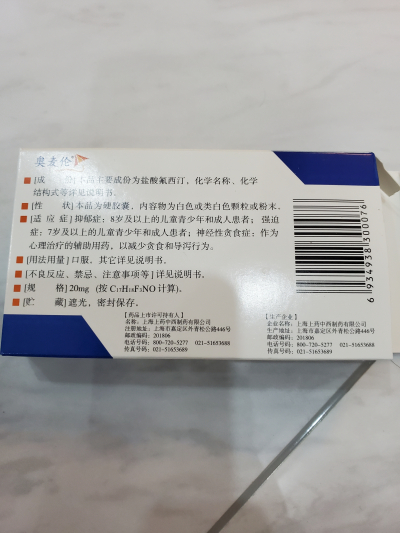 奥麦伦
[成 份] 本品主要成份为盐酸氟西汀，化学名称、化学
结构式等详见说明书。
[性 状] 本品为硬胶囊，内容物为白色或类白色颗粒或粉末。
[适 应 症] 抑郁症：8岁及以上的儿童青少年和成人患者；强迫
症：7岁及以上的儿童青少年和成人患者；神经性贪食症：作为
心理治疗的辅助用药，以减少贪食和导泻行为。
[用法用量] 口服，其它详见说明书。
[不良反应、禁忌、注意事项等] 详见说明书。
[规 格] 20mg（按 C17H18F3NO 计算）。
[贮 藏] 遮光，密封保存。
【药品上市许可持有人】
名称：上海上药中西制药有限公司
注册地址：上海市嘉定区外青松公路446号
邮政编码：201806
电话号码：800-720-5277 021-51653688
传真号码：021-51653689
【生产企业】
企业名称：上海上药中西制药有限公司
生产地址：上海市嘉定区外青松公路446号
邮政编码：201806
电话号码：800-720-5277 021-51653688
传真号码：021-51653689
6934938300076